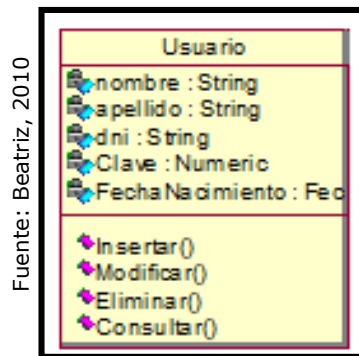 Fuente: Beatriz, 2010
Usuario
nombre : String
apellido : String
dni : String
Clave : Numeric
FechaNacimiento : Fec
Insertar()
Modificar()
Eliminar()
Consultar()